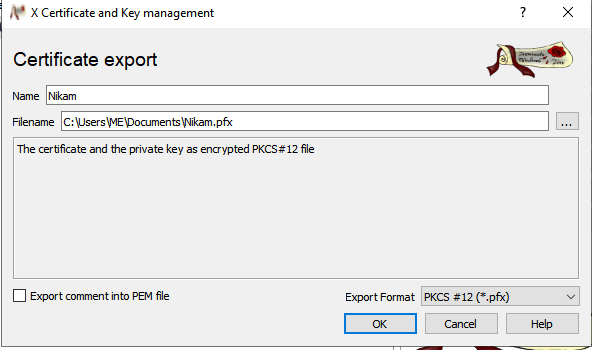 X Certificate and Key management
?
Certificate export
Name Nikam
Filename C:\Users\ME\Documents\Nikam.pfx ...
The certificate and the private key as encrypted PKCS#12 file
Export comment into PEM file Export Format PKCS #12 (*.pfx)
OK Cancel Help